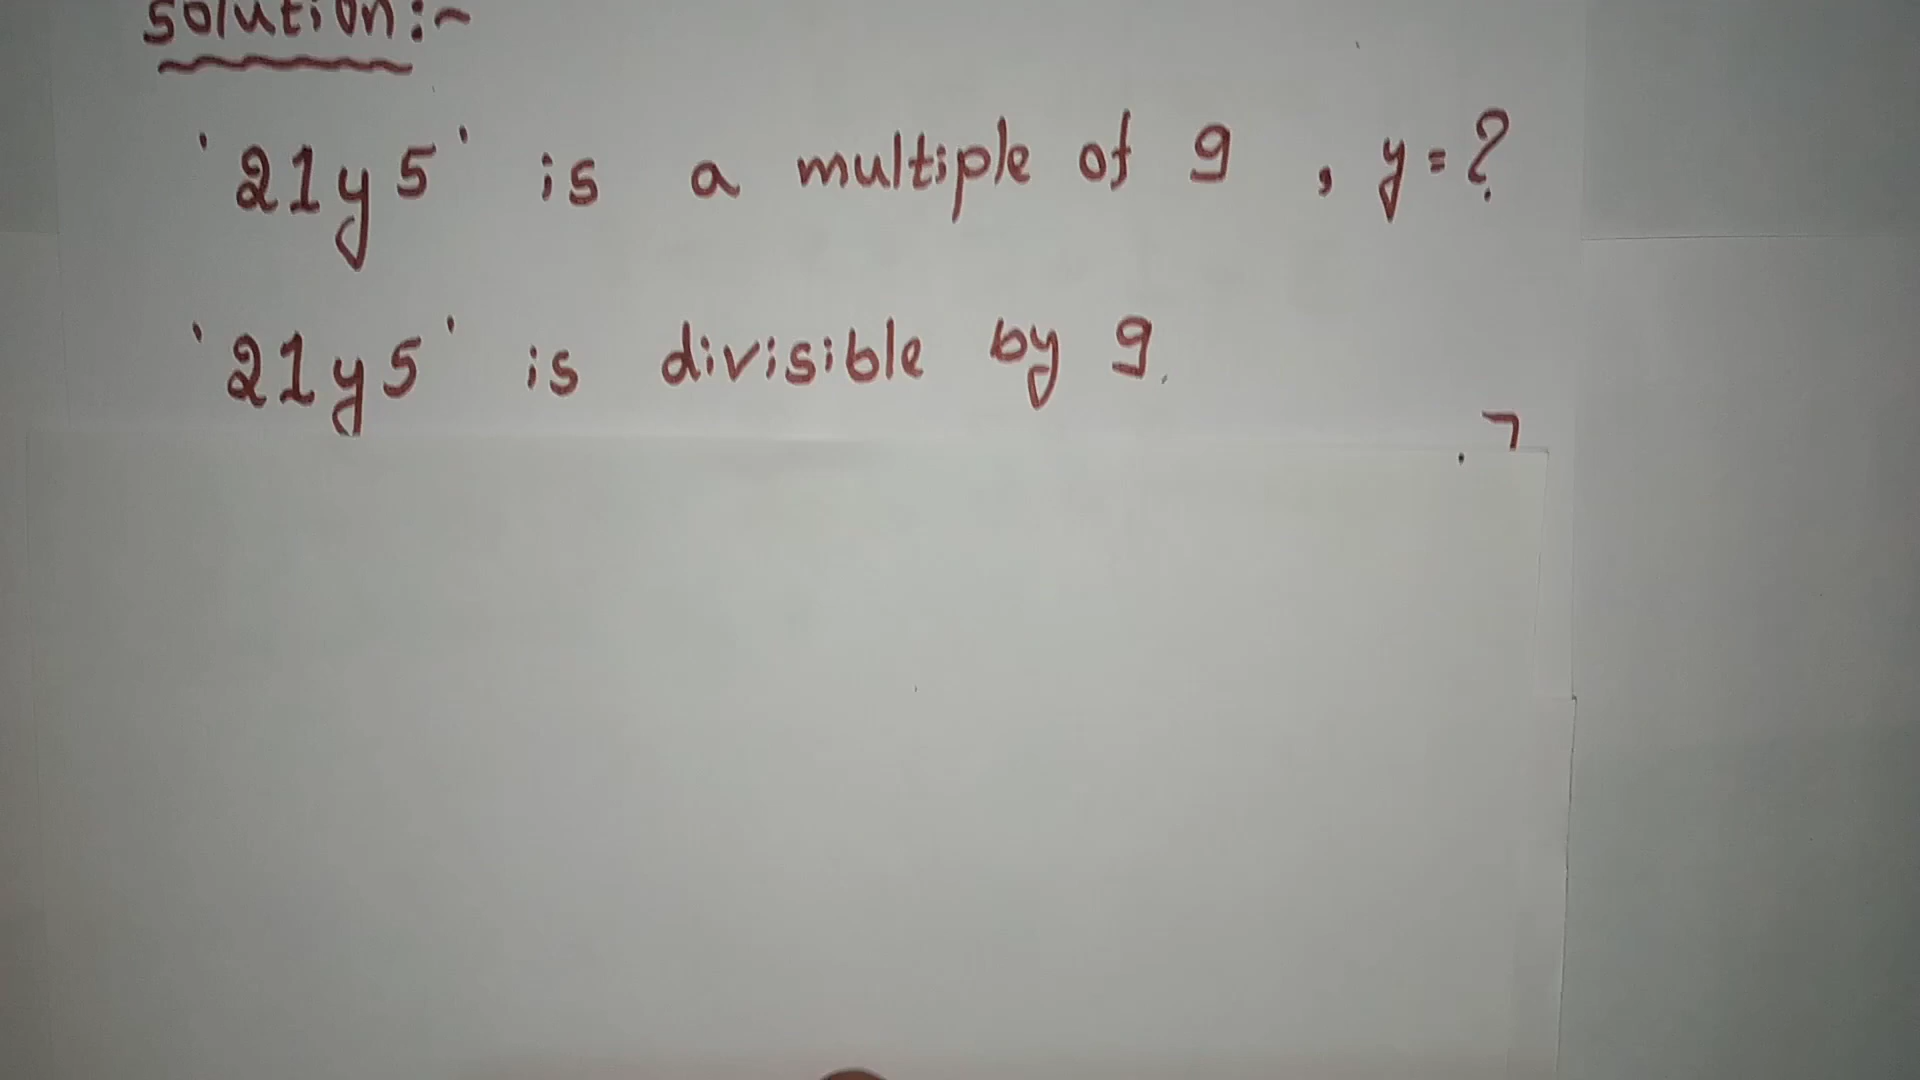 Solution:~
'21y5' is a multiple of 9 , y=?
'21y5' is divisible by 9.